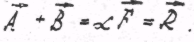 A⃗ + B⃗ = αF⃗ = R⃗